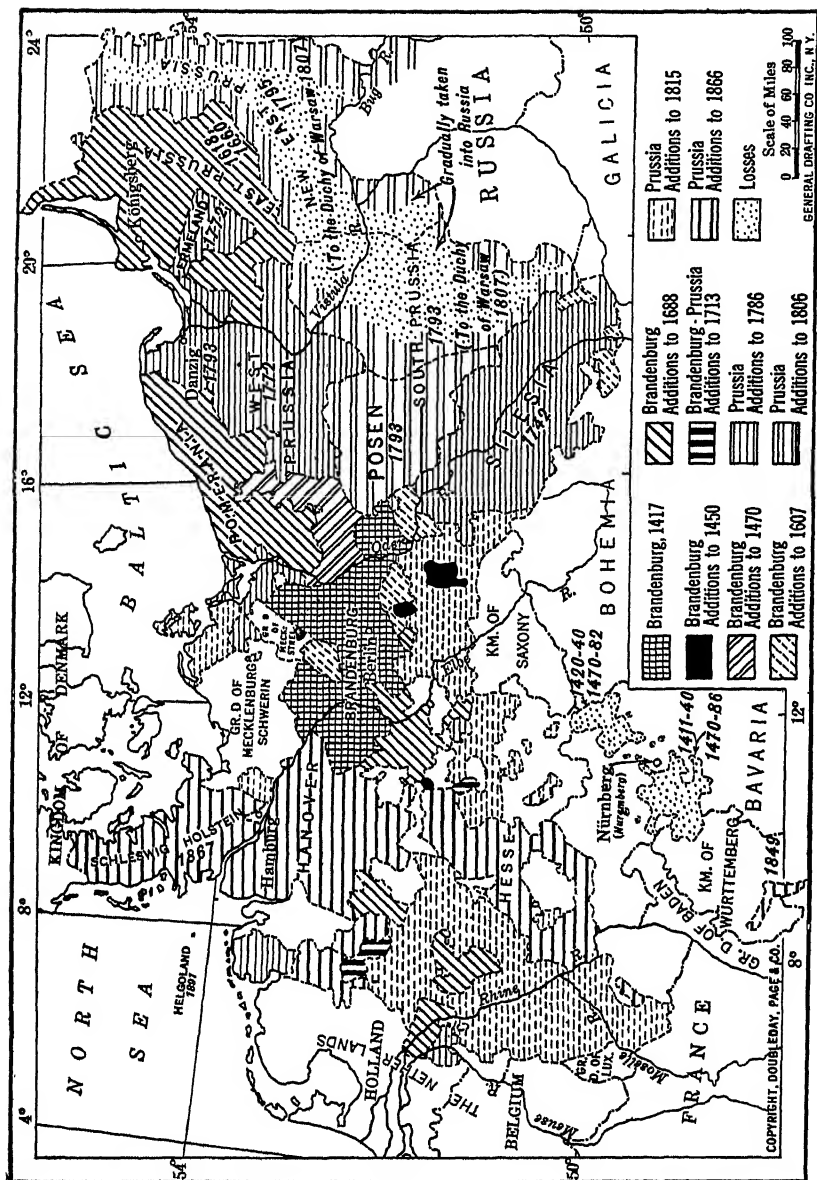 4°
8°
12°
16°
20°
24°
54°
54°
50°
50°
NORTH
SEA
HELGOLAND
1891
KINGDOM OF DENMARK
BALTIC SEA
SCHLESWIG
HOLSTEIN
1867
Hamburg
GR. D OF
MECKLENBURG
SCHWERIN
POMERANIA
Danzig
1793
WEST
PRUSSIA
1772
Königsberg
ERMELAND
1772
EAST PRUSSIA
1618-
1660
NEW EAST PRUSSIA
1795
1807
(To the Duchy of Warsaw
Bug R.
Vistula
R.
Gradually taken
into Russia
RUSSIA
SOUTH PRUSSIA
1793
(To the Duchy
of Warsaw
1807)
POSEN
1793
SILESIA
1742
GALICIA
BRANDENBURG
Berlin
Oder
HANOVER
Elbe
R.
HOLLAND
THE NETHERLANDS
BELGIUM
Meuse
R.
Rhine
R.
Moselle
R.
GR.
D. OF
LUX.
FRANCE
HESSE
KM. OF
SAXONY
BOHEMIA
1420-40
1470-82
Nürnberg
(Nuremberg)
1411-40
1470-86
BAVARIA
KM. OF
WÜRTTEMBERG
GR. D. OF BADEN
1849
8°
12°
COPYRIGHT, DOUBLEDAY, PAGE & CO.
Brandenburg, 1417
Brandenburg
Additions to 1450
Brandenburg
Additions to 1470
Brandenburg
Additions to 1607
Brandenburg
Additions to 1688
Brandenburg-Prussia
Additions to 1713
Prussia
Additions to 1786
Prussia
Additions to 1806
Prussia
Additions to 1815
Prussia
Additions to 1866
Losses
Scale of Miles
0 20 40 60 80 100
GENERAL DRAFTING CO INC., N.Y.